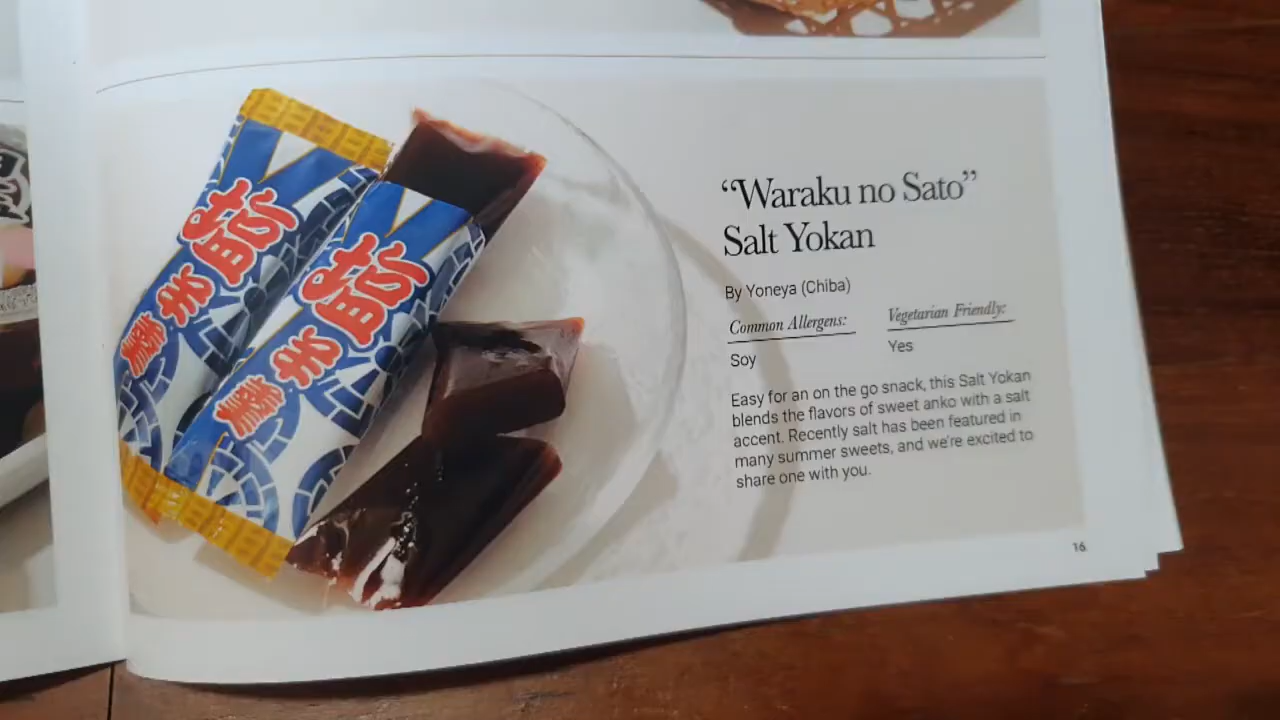 “Waraku no Sato”
Salt Yokan
By Yoneya (Chiba)
Common Allergens:
Soy
Vegetarian Friendly:
Yes
Easy for an on the go snack, this Salt Yokan
blends the flavors of sweet anko with a salt
accent. Recently salt has been featured in
many summer sweets, and we’re excited to
share one with you.
16
塩
羊羹
塩
羊羹